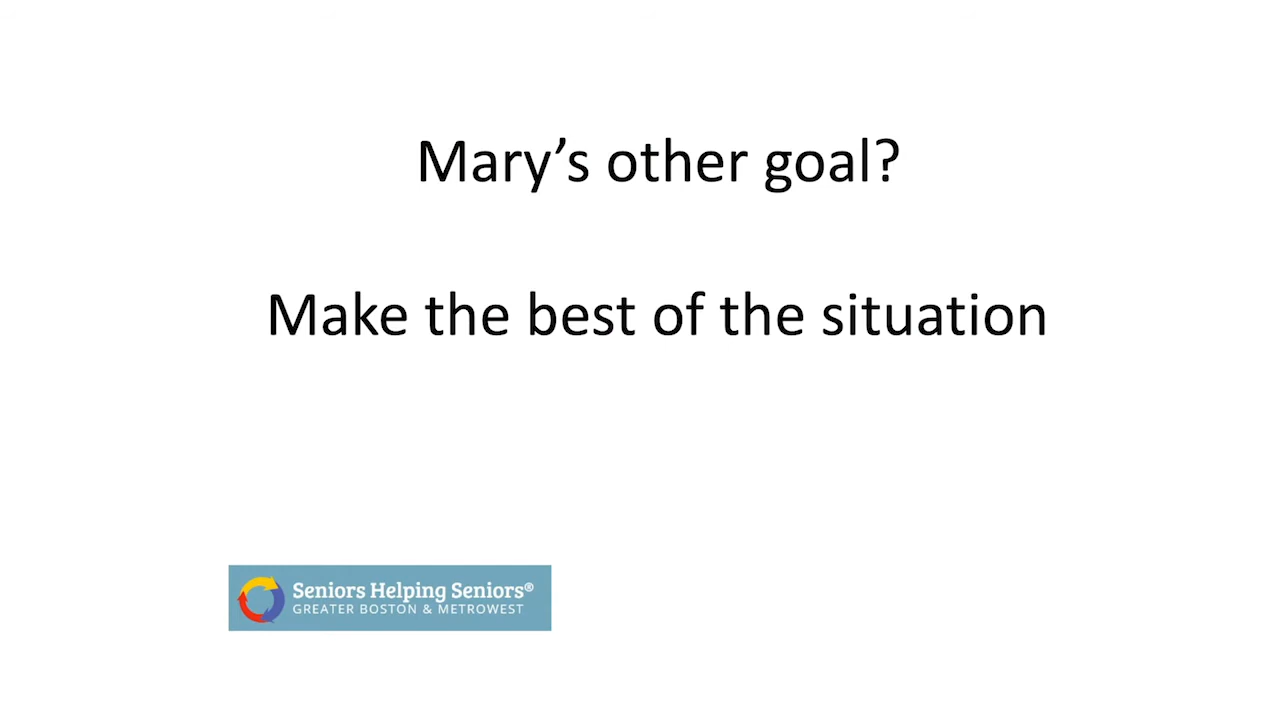 Mary’s other goal?
Make the best of the situation
Seniors Helping Seniors®
GREATER BOSTON & METROWEST